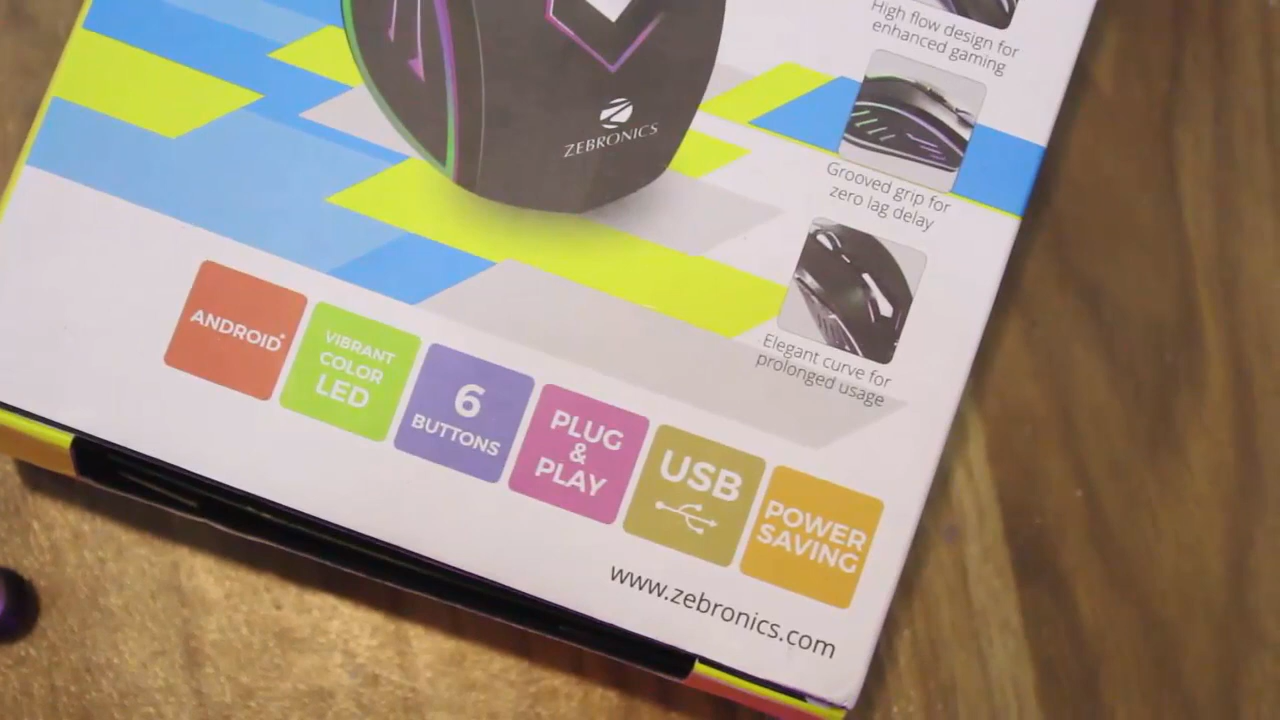 High flow design for
enhanced gaming
ZEBRONICS
Grooved grip for
zero lag delay
Elegant curve for
prolonged usage
ANDROID*
VIBRANT
COLOR
LED
6
BUTTONS
PLUG
&
PLAY
USB
POWER
SAVING
www.zebronics.com